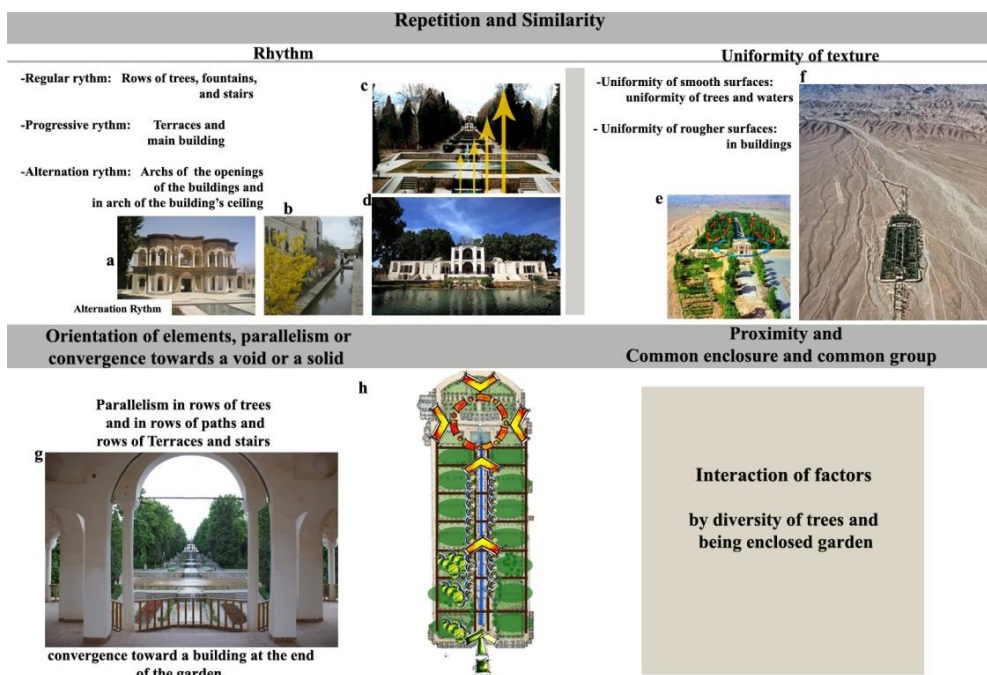 Repetition and Similarity
Rhythm
-Regular rythm: Rows of trees, fountains,
and stairs
-Progressive rythm: Terraces and
main building
-Alternation rythm: Archs of the openings
of the buildings and
in arch of the building's ceiling
a
Alternation Rythm
b
c
d
Uniformity of texture
-Uniformity of smooth surfaces:
uniformity of trees and waters
- Uniformity of rougher surfaces:
in buildings
e
f
Orientation of elements, parallelism or
convergence towards a void or a solid
Parallelism in rows of trees
and in rows of paths and
rows of Terraces and stairs
g
convergence toward a building at the end
of the garden
h
Proximity and
Common enclosure and common group
Interaction of factors
by diversity of trees and
being enclosed garden